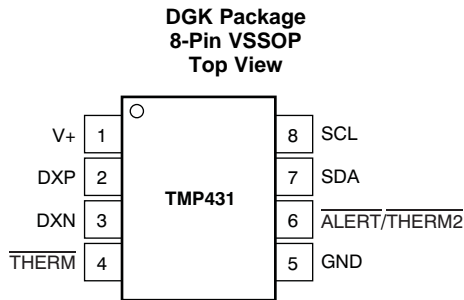 DGK Package
8-Pin VSSOP
Top View
V+ 1 8 SCL
DXP 2 7 SDA
TMP431
DXN 3 6 ALERT/THERM2
THERM 4 5 GND